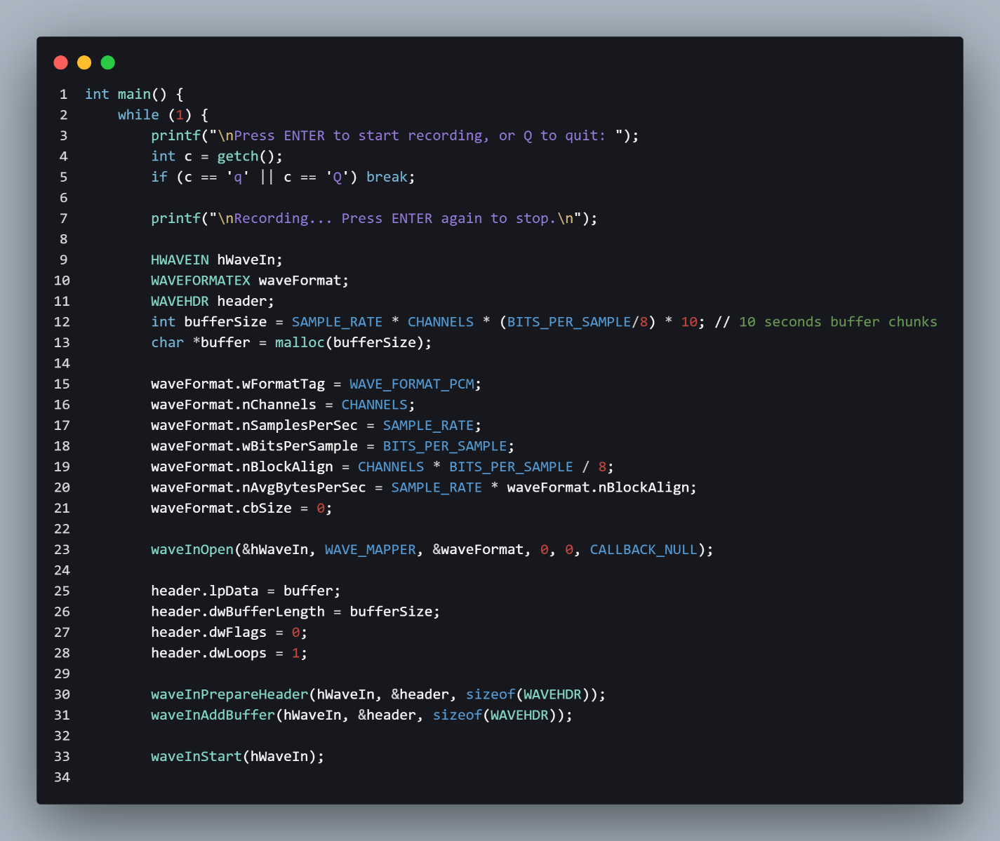 1 int main() {
2     while (1) {
3         printf("\nPress ENTER to start recording, or Q to quit: ");
4         int c = getch();
5         if (c == 'q' || c == 'Q') break;
6
7         printf("\nRecording... Press ENTER again to stop.\n");
8
9         HWAVEIN hWaveIn;
10         WAVEFORMATEX waveFormat;
11         WAVEHDR header;
12         int bufferSize = SAMPLE_RATE * CHANNELS * (BITS_PER_SAMPLE/8) * 10; // 10 seconds buffer chunks
13         char *buffer = malloc(bufferSize);
14
15         waveFormat.wFormatTag = WAVE_FORMAT_PCM;
16         waveFormat.nChannels = CHANNELS;
17         waveFormat.nSamplesPerSec = SAMPLE_RATE;
18         waveFormat.wBitsPerSample = BITS_PER_SAMPLE;
19         waveFormat.nBlockAlign = CHANNELS * BITS_PER_SAMPLE / 8;
20         waveFormat.nAvgBytesPerSec = SAMPLE_RATE * waveFormat.nBlockAlign;
21         waveFormat.cbSize = 0;
22
23         waveInOpen(&hWaveIn, WAVE_MAPPER, &waveFormat, 0, 0, CALLBACK_NULL);
24
25         header.lpData = buffer;
26         header.dwBufferLength = bufferSize;
27         header.dwFlags = 0;
28         header.dwLoops = 1;
29
30         waveInPrepareHeader(hWaveIn, &header, sizeof(WAVEHDR));
31         waveInAddBuffer(hWaveIn, &header, sizeof(WAVEHDR));
32
33         waveInStart(hWaveIn);
34